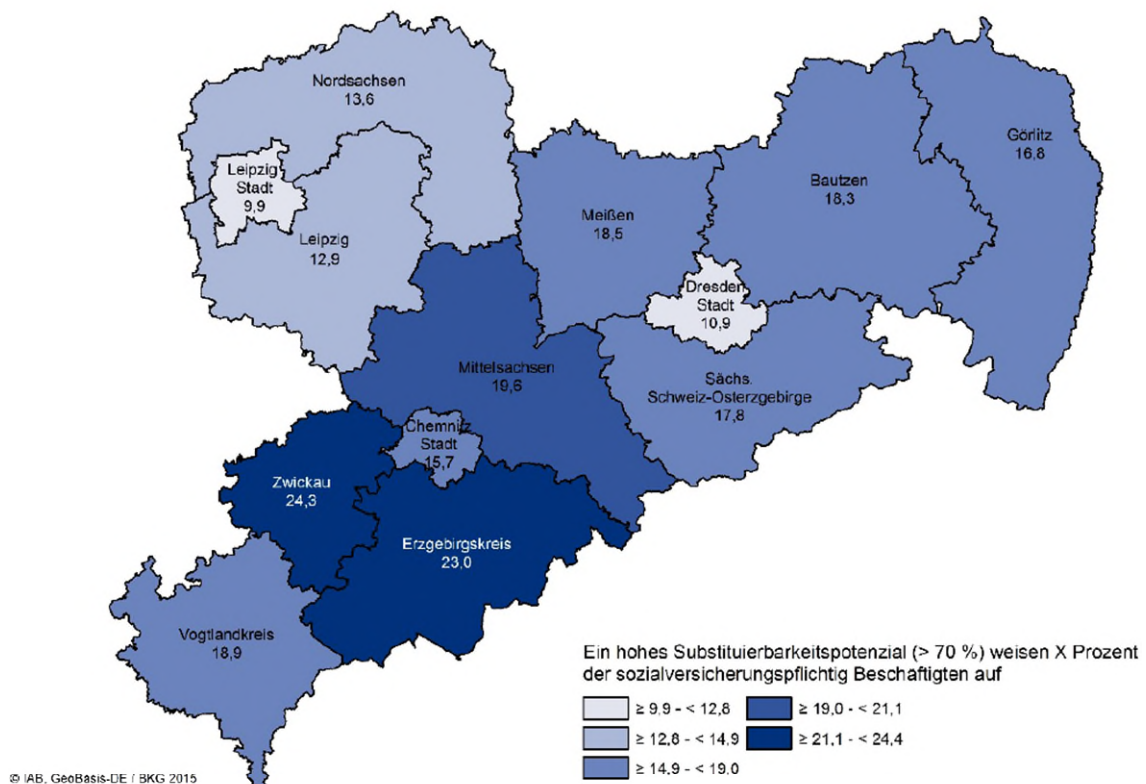 Nordsachsen
13,6
Görlitz
16,8
Leipzig
Stadt
9,9
Bautzen
18,3
Meißen
18,5
Leipzig
12,9
Dresden
Stadt
10,9
Mittelsachsen
19,6
Sächs.
Schweiz-Osterzgebirge
17,8
Chemnitz
Stadt
15,7
Zwickau
24,3
Erzgebirgskreis
23,0
Vogtlandkreis
18,9
Ein hohes Substituierbarkeitspotenzial (> 70 %) weisen X Prozent
der sozialversicherungspflichtig Beschäftigten auf
≥ 9,9 - < 12,8
≥ 19,0 - < 21,1
≥ 12,8 - < 14,9
≥ 21,1 - < 24,4
≥ 14,9 - < 19,0
© IAB, GeoBasis-DE / BKG 2015